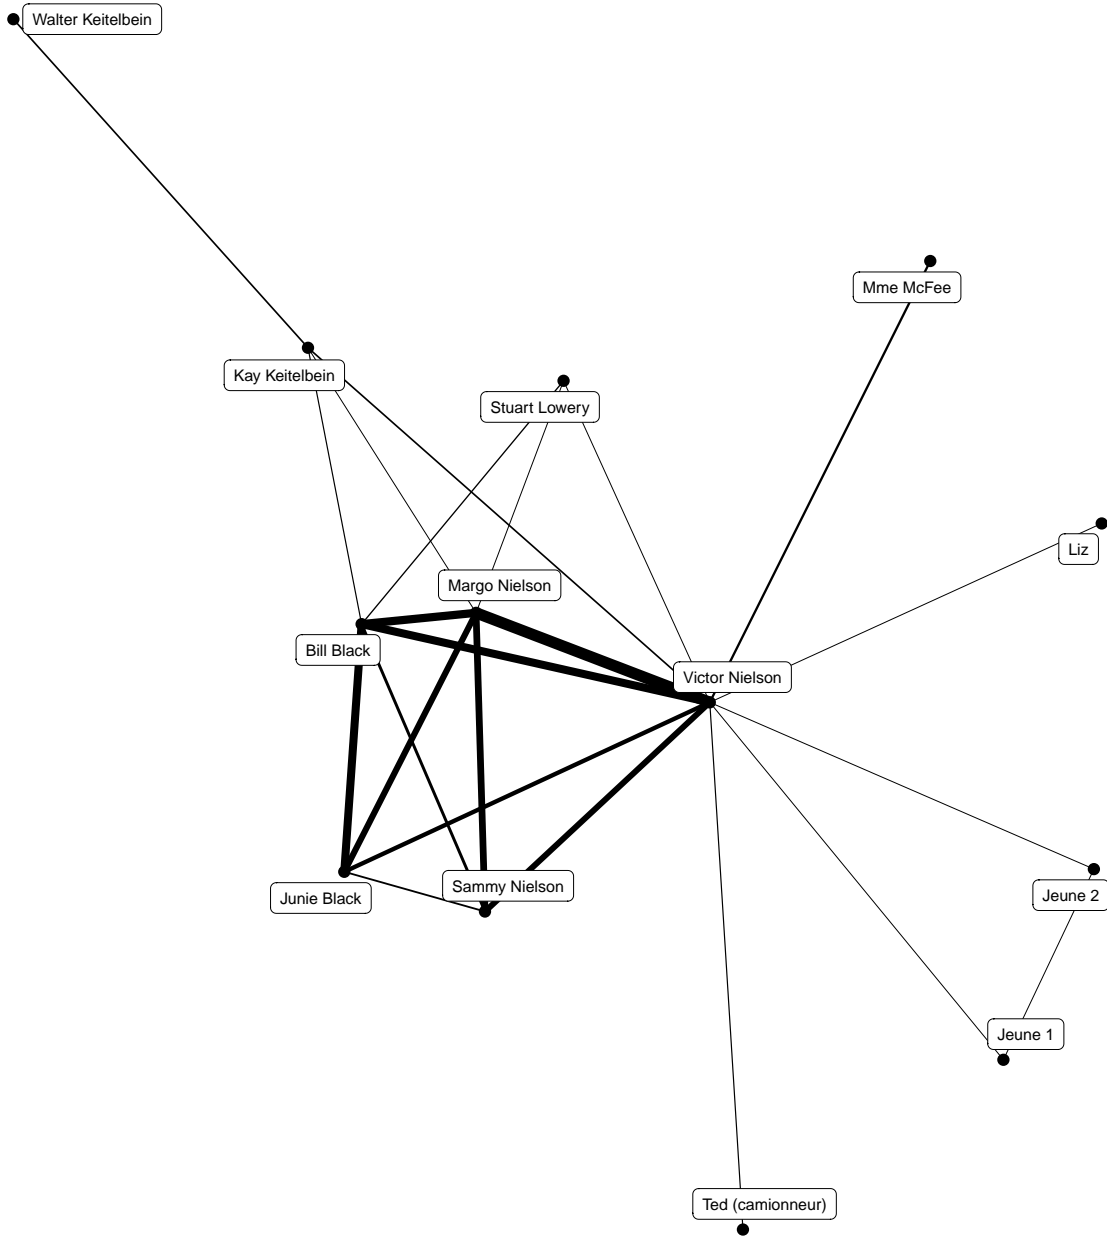 Walter Keitelbein
Mme McFee
Kay Keitelbein
Stuart Lowery
Liz
Margo Nielson
Bill Black
Victor Nielson
Sammy Nielson
Junie Black
Jeune 2
Jeune 1
Ted (camionneur)